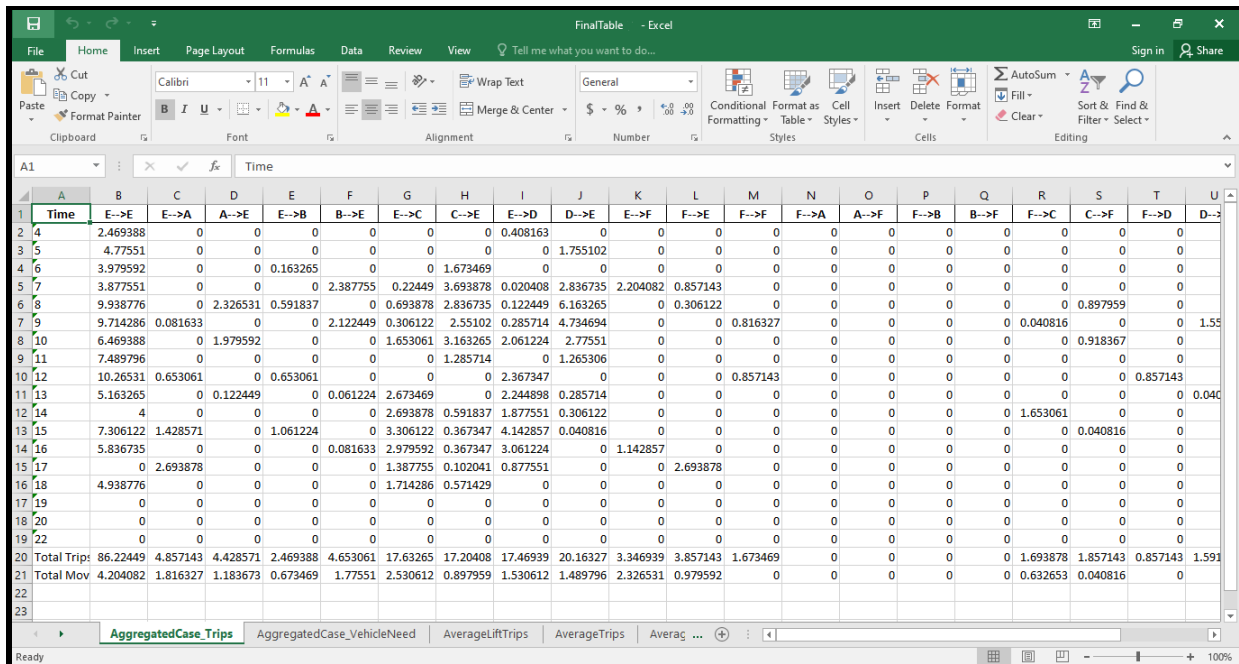 FinalTable - Excel
File Home Insert Page Layout Formulas Data Review View Tell me what you want to do... Sign in Share
Paste Cut Copy Format Painter Calibri 11 A A B I U A Wrap Text Merge & Center General $ % , Conditional Formatting Format as Table Cell Styles Insert Delete Format AutoSum Fill Clear Sort & Filter Find & Select
Clipboard Font Alignment Number Styles Cells Editing
A1 fx Time
A B C D E F G H I J K L M N O P Q R S T U
1 Time E-->E E-->A A-->E E-->B B-->E E-->C C-->E E-->D D-->E E-->F F-->E F-->F F-->A A-->F F-->B B-->F F-->C C-->F F-->D D-->
2 4 2.469388 0 0 0 0 0 0 0.408163 0 0 0 0 0 0 0 0 0 0 0
3 5 4.77551 0 0 0 0 0 0 0 1.755102 0 0 0 0 0 0 0 0 0 0
4 6 3.979592 0 0 0.163265 0 0 1.673469 0 0 0 0 0 0 0 0 0 0 0 0
5 7 3.877551 0 0 0 2.387755 0.22449 3.693878 0.020408 2.836735 2.204082 0.857143 0 0 0 0 0 0 0 0
6 8 9.938776 0 2.326531 0.591837 0 0.693878 2.836735 0.122449 6.163265 0 0.306122 0 0 0 0 0 0 0.897959 0
7 9 9.714286 0.081633 0 0 2.122449 0.306122 2.55102 0.285714 4.734694 0 0 0.816327 0 0 0 0 0.040816 0 0 1.55
8 10 6.469388 0 1.979592 0 0 1.653061 3.163265 2.061224 2.77551 0 0 0 0 0 0 0 0 0.918367 0
9 11 7.489796 0 0 0 0 0 1.285714 0 1.265306 0 0 0 0 0 0 0 0 0 0
10 12 10.26531 0.653061 0 0.653061 0 0 0 2.367347 0 0 0 0.857143 0 0 0 0 0 0 0.857143
11 13 5.163265 0 0.122449 0 0.061224 2.673469 0 2.244898 0.285714 0 0 0 0 0 0 0 0 0 0 0.040
12 14 4 0 0 0 0 2.693878 0.591837 1.877551 0.306122 0 0 0 0 0 0 0 1.653061 0 0
13 15 7.306122 1.428571 0 1.061224 0 3.306122 0.367347 4.142857 0.040816 0 0 0 0 0 0 0 0 0.040816 0
14 16 5.836735 0 0 0 0.081633 2.979592 0.367347 3.061224 0 1.142857 0 0 0 0 0 0 0 0 0
15 17 0 2.693878 0 0 0 1.387755 0.102041 0.877551 0 0 2.693878 0 0 0 0 0 0 0 0
16 18 4.938776 0 0 0 0 1.714286 0.571429 0 0 0 0 0 0 0 0 0 0 0 0
17 19 0 0 0 0 0 0 0 0 0 0 0 0 0 0 0 0 0 0 0
18 20 0 0 0 0 0 0 0 0 0 0 0 0 0 0 0 0 0 0 0
19 22 0 0 0 0 0 0 0 0 0 0 0 0 0 0 0 0 0 0 0
20 Total Trips 86.22449 4.857143 4.428571 2.469388 4.653061 17.63265 17.20408 17.46939 20.16327 3.346939 3.857143 1.673469 0 0 0 0 1.693878 1.857143 0.857143 1.591
21 Total Mov 4.204082 1.816327 1.183673 0.673469 1.77551 2.530612 0.897959 1.530612 1.489796 2.326531 0.979592 0 0 0 0 0 0.632653 0.040816 0
22
23
AggregatedCase_Trips AggregatedCase_VehicleNeed AverageLiftTrips AverageTrips Averag ...
Ready 100%